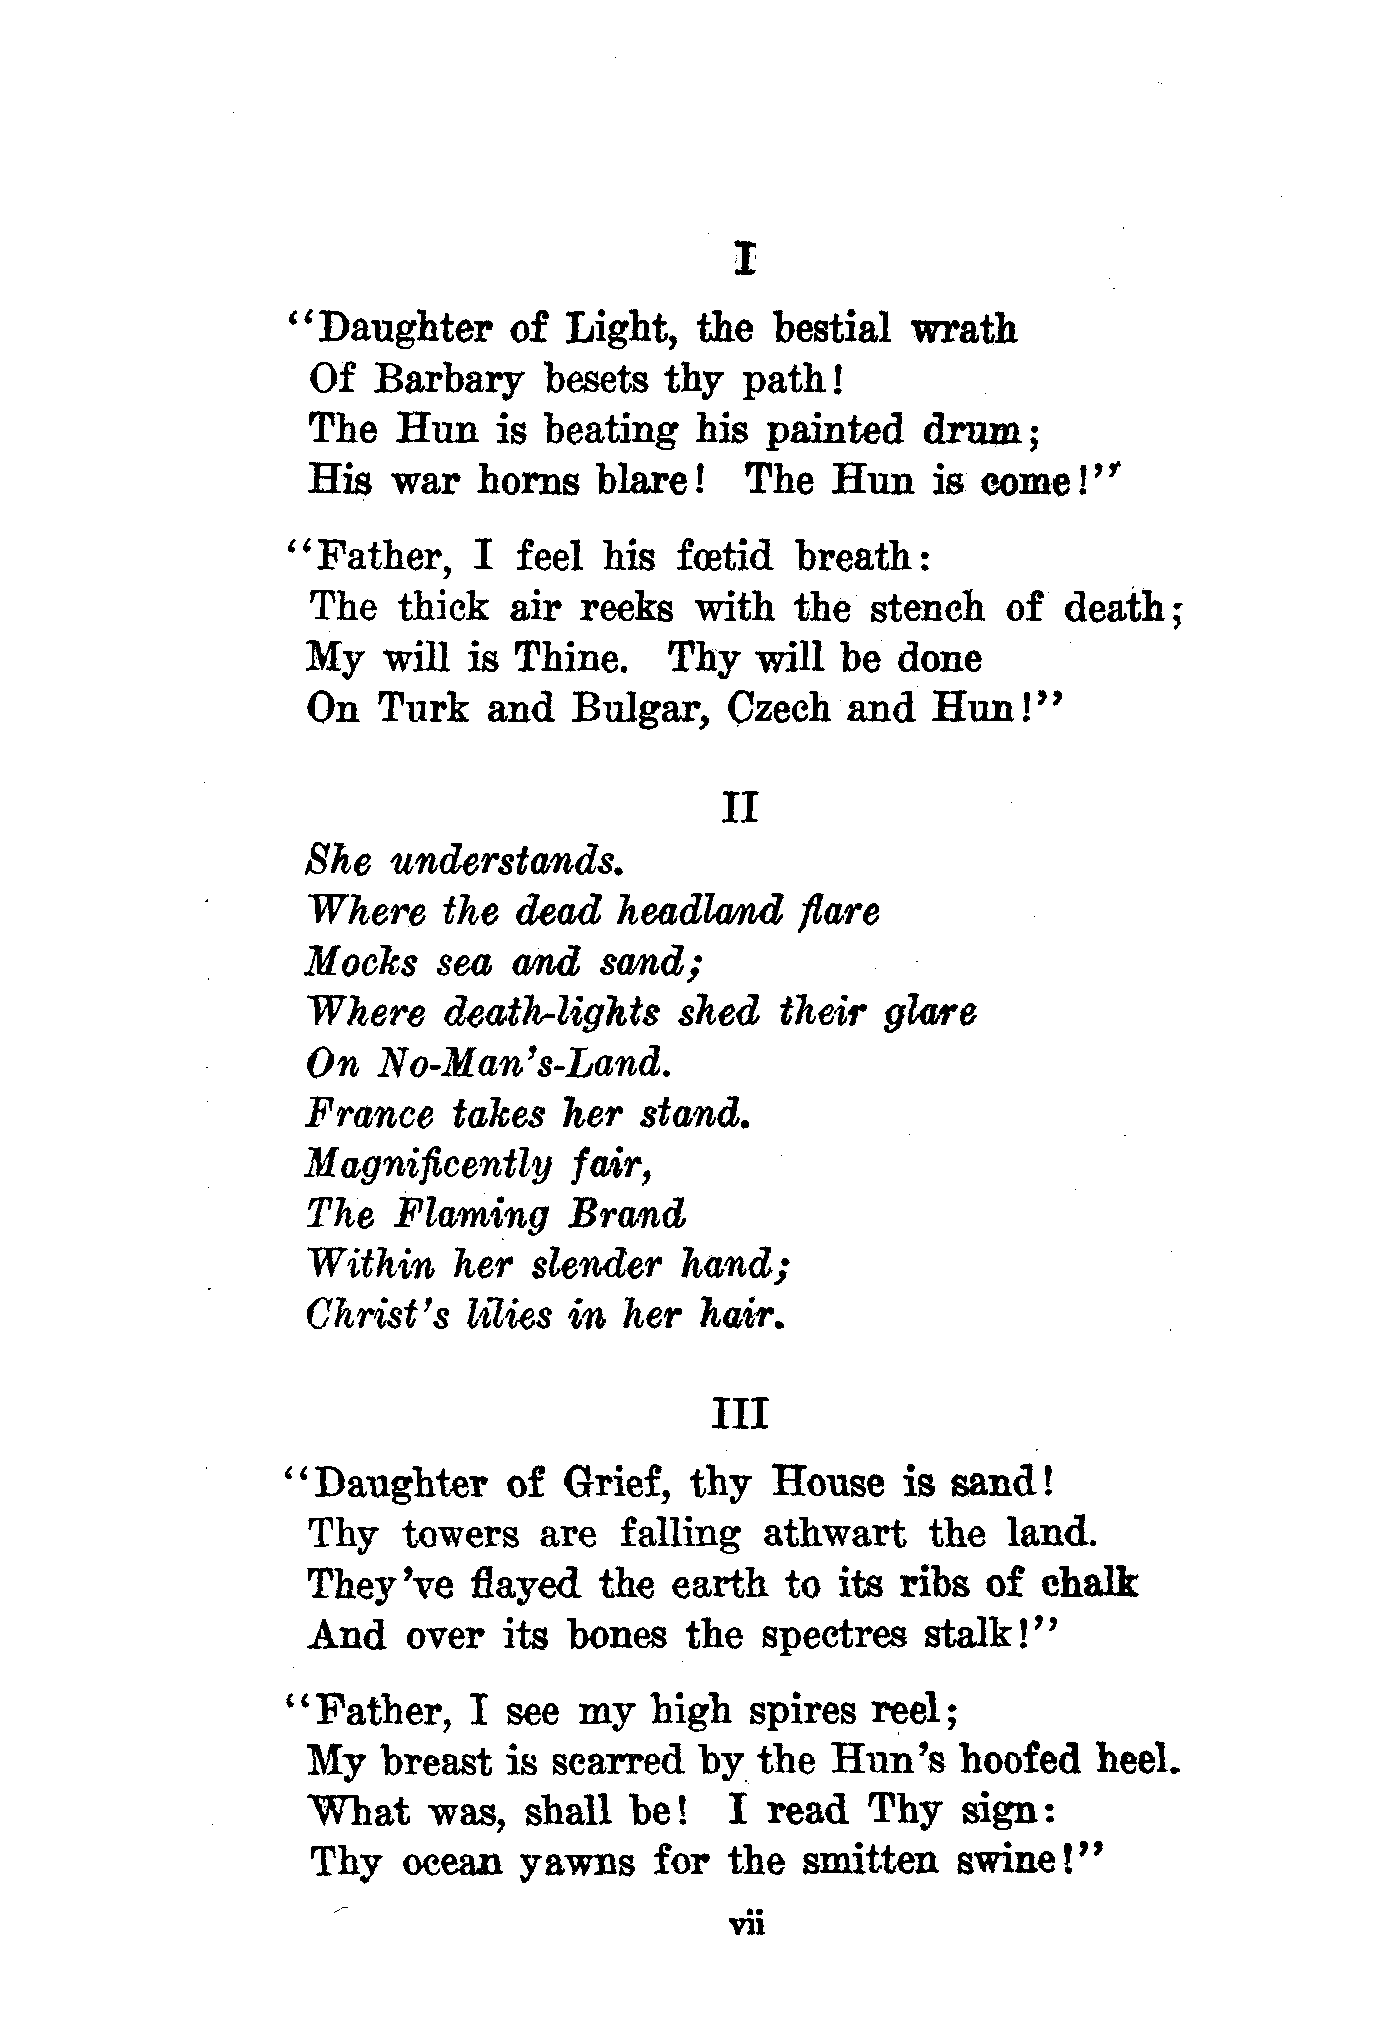 I
“Daughter of Light, the bestial wrath
Of Barbary besets thy path!
The Hun is beating his painted drum;
His war horns blare! The Hun is come!”
“Father, I feel his fœtid breath:
The thick air reeks with the stench of death;
My will is Thine. Thy will be done
On Turk and Bulgar, Czech and Hun!”
II
She understands.
Where the dead headland flare
Mocks sea and sand;
Where death-lights shed their glare
On No-Man's-Land.
France takes her stand.
Magnificently fair,
The Flaming Brand
Within her slender hand;
Christ's lilies in her hair.
III
“Daughter of Grief, thy House is sand!
Thy towers are falling athwart the land.
They've flayed the earth to its ribs of chalk
And over its bones the spectres stalk!”
“Father, I see my high spires reel;
My breast is scarred by the Hun's hoofed heel.
What was, shall be! I read Thy sign:
Thy ocean yawns for the smitten swine!”
vii